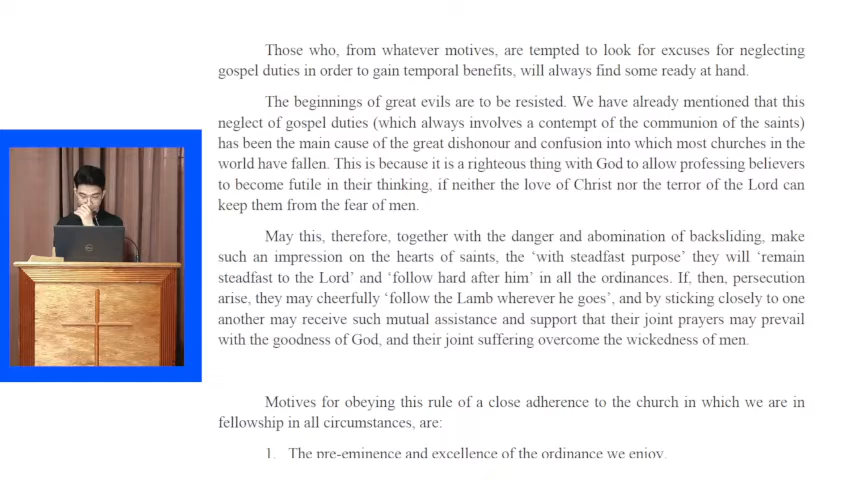 Those who, from whatever motives, are tempted to look for excuses for neglecting
gospel duties in order to gain temporal benefits, will always find some ready at hand.
The beginnings of great evils are to be resisted. We have already mentioned that this
neglect of gospel duties (which always involves a contempt of the communion of the saints)
has been the main cause of the great dishonour and confusion into which most churches in the
world have fallen. This is because it is a righteous thing with God to allow professing believers
to become futile in their thinking, if neither the love of Christ nor the terror of the Lord can
keep them from the fear of men.
May this, therefore, together with the danger and abomination of backsliding, make
such an impression on the hearts of saints, the ‘with steadfast purpose’ they will ‘remain
steadfast to the Lord’ and ‘follow hard after him’ in all the ordinances. If, then, persecution
arise, they may cheerfully ‘follow the Lamb wherever he goes’, and by sticking closely to one
another may receive such mutual assistance and support that their joint prayers may prevail
with the goodness of God, and their joint suffering overcome the wickedness of men.
Motives for obeying this rule of a close adherence to the church in which we are in
fellowship in all circumstances, are:
1. The pre-eminence and excellence of the ordinance we enjoy.